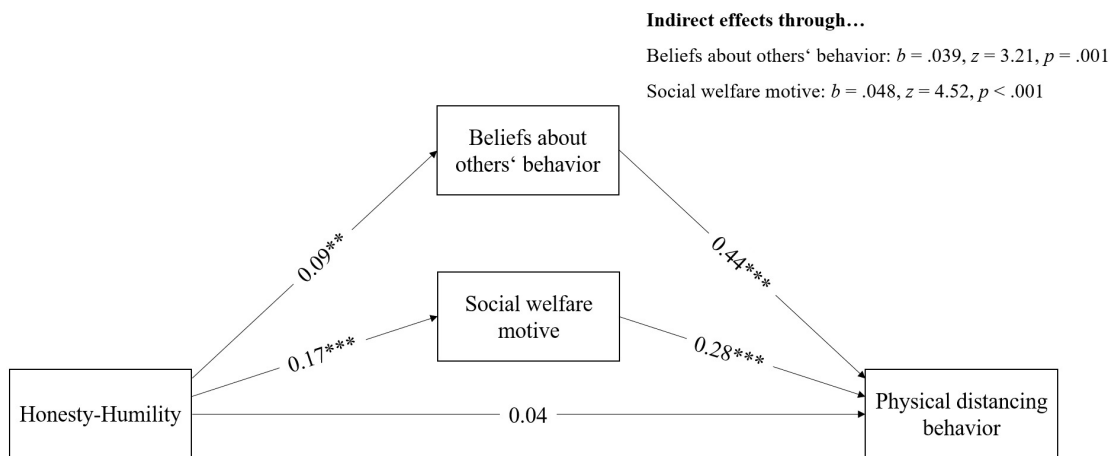 Indirect effects through…
Beliefs about others‘ behavior: b = .039, z = 3.21, p = .001
Social welfare motive: b = .048, z = 4.52, p < .001
Beliefs about
others‘ behavior
0.09**
0.44***
Social welfare
motive
0.17***
0.28***
Honesty-Humility
0.04
Physical distancing
behavior